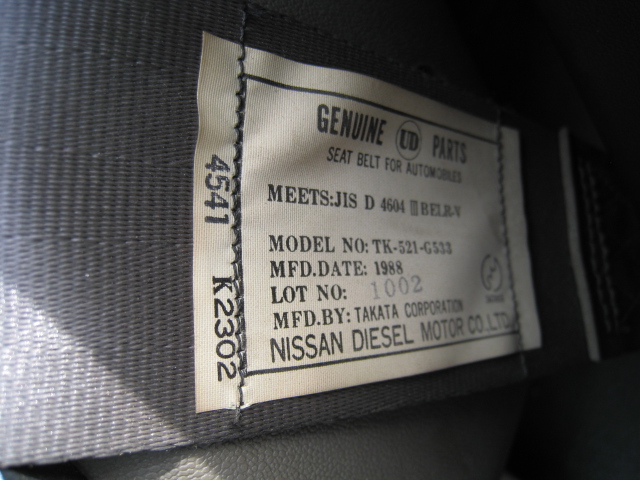 GENUINE UD PARTS
SEAT BELT FOR AUTOMOBILES
MEETS:JIS D 4604 III BELR-V
MODEL NO: TK-521-G533
MFD.DATE: 1988
LOT NO: 1002
MFD.BY: TAKATA CORPORATION
NISSAN DIESEL MOTOR CO.,LTD.
4541 K2302